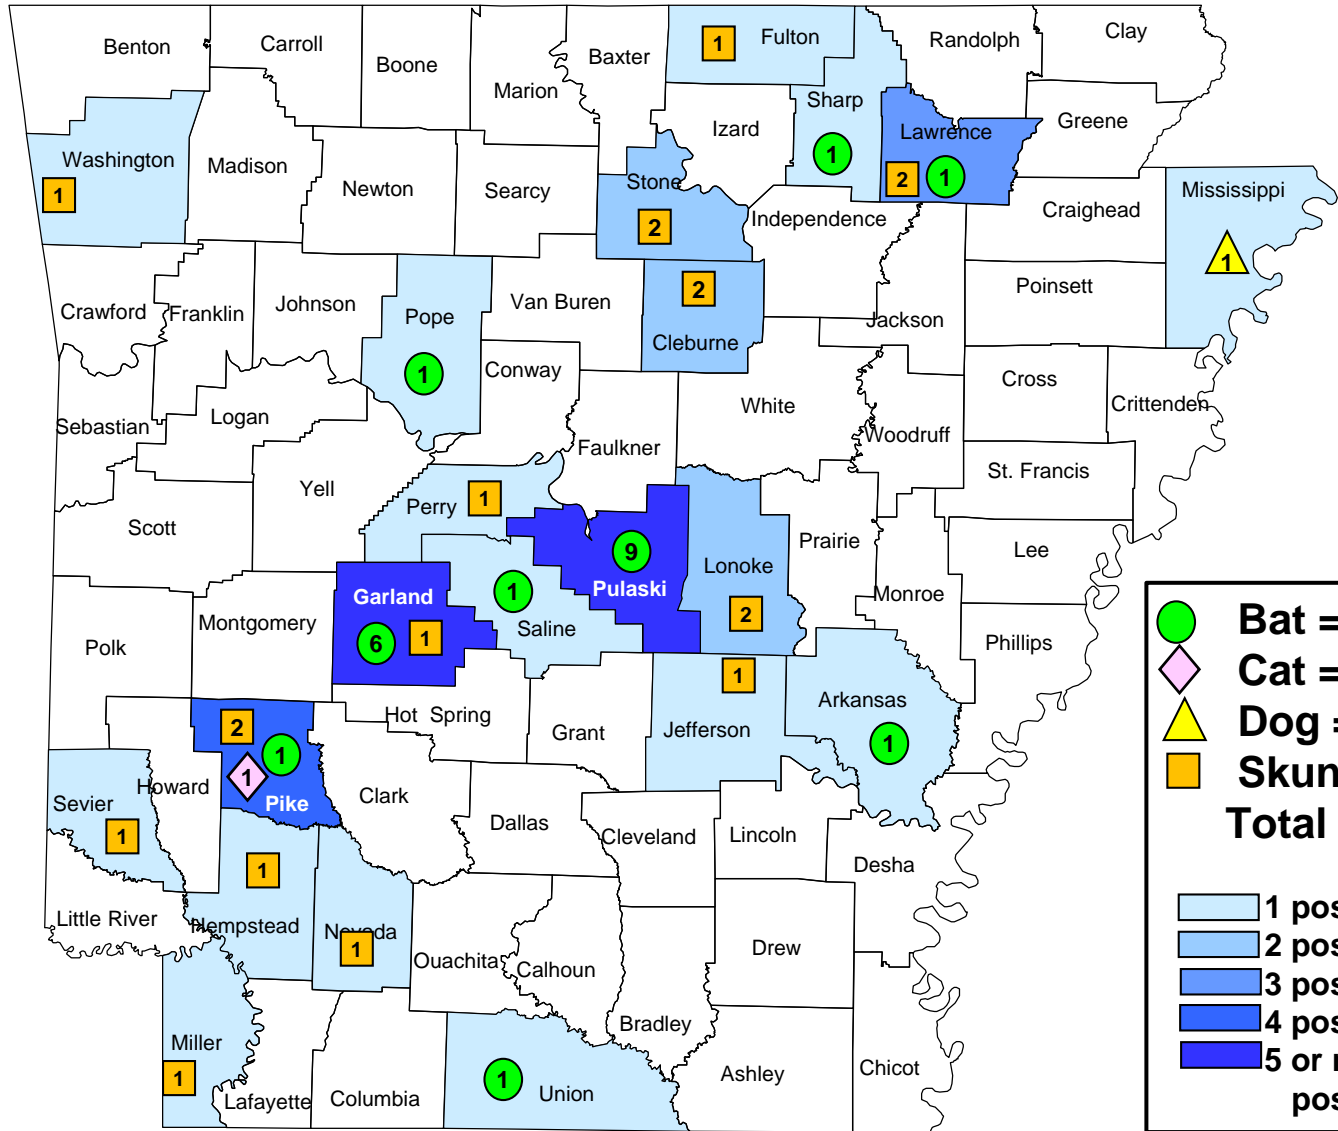 Benton
Carroll
Boone
Marion
Baxter
1
Fulton
Randolph
Clay
Washington
1
Madison
Newton
Searcy
Stone
2
Izard
Sharp
1
Lawrence
2
1
Greene
Independence
Craighead
Mississippi
1
Crawford
Franklin
Johnson
Pope
1
Van Buren
2
Cleburne
Jackson
Poinsett
Sebastian
Logan
Conway
White
Woodruff
Cross
Crittenden
Faulkner
St. Francis
Scott
Yell
Perry
1
9
Pulaski
Lonoke
2
Prairie
Lee
Monroe
Polk
Montgomery
Garland
6
1
1
Saline
Phillips
Hot Spring
Grant
1
Jefferson
Arkansas
1
Sevier
1
Howard
2
1
1
Pike
Clark
Dallas
Cleveland
Lincoln
Desha
Little River
1
Hempstead
Nevada
1
Ouachita
Calhoun
Drew
Bradley
Miller
1
Lafayette
Columbia
1
Union
Ashley
Chicot
Bat =
Cat =
Dog =
Skun
Total
1 pos
2 pos
3 pos
4 pos
5 or
pos